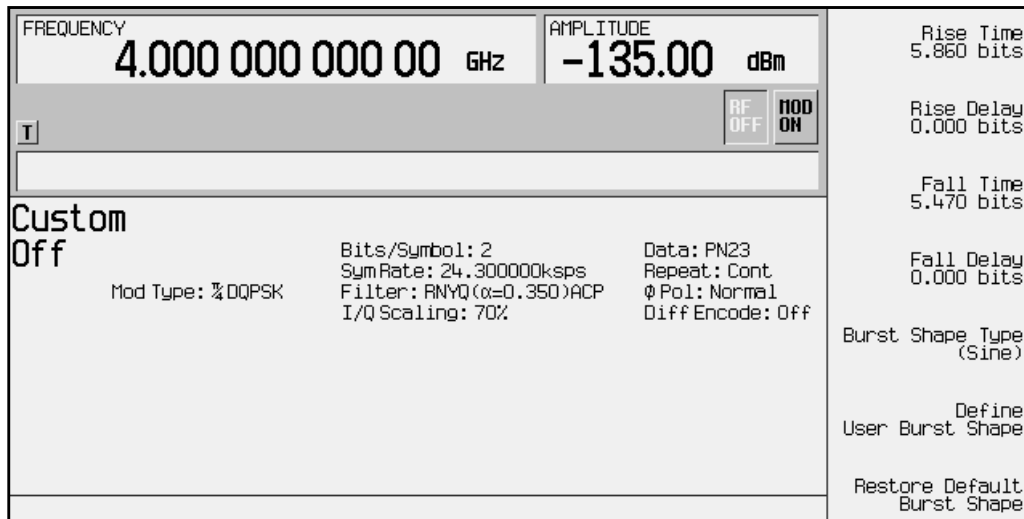 FREQUENCY
4.000 000 000 00 GHz
AMPLITUDE
-135.00 dBm
RF OFF
MOD ON
T
Custom
Off
Mod Type: π/4 DQPSK
Bits/Symbol: 2
Sym Rate: 24.300000ksps
Filter: RNYQ(α=0.350)ACP
I/Q Scaling: 70%
Data: PN23
Repeat: Cont
Φ Pol: Normal
Diff Encode: Off
Rise Time
5.860 bits
Rise Delay
0.000 bits
Fall Time
5.470 bits
Fall Delay
0.000 bits
Burst Shape Type
(Sine)
Define
User Burst Shape
Restore Default
Burst Shape